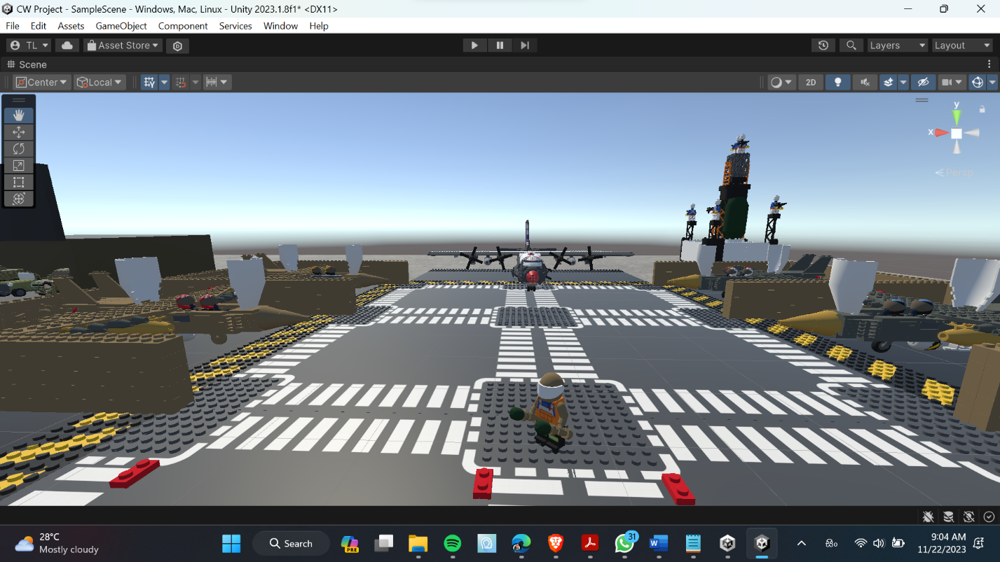 CW Project - SampleScene - Windows, Mac, Linux - Unity 2023.1.8f1* <DX11>
File Edit Assets GameObject Component Services Window Help
TL Asset Store Layers Layout
Scene
Center Local 2D
y
x
Persp
28°C
Mostly cloudy
Search
PRE
31
9:04 AM
11/22/2023